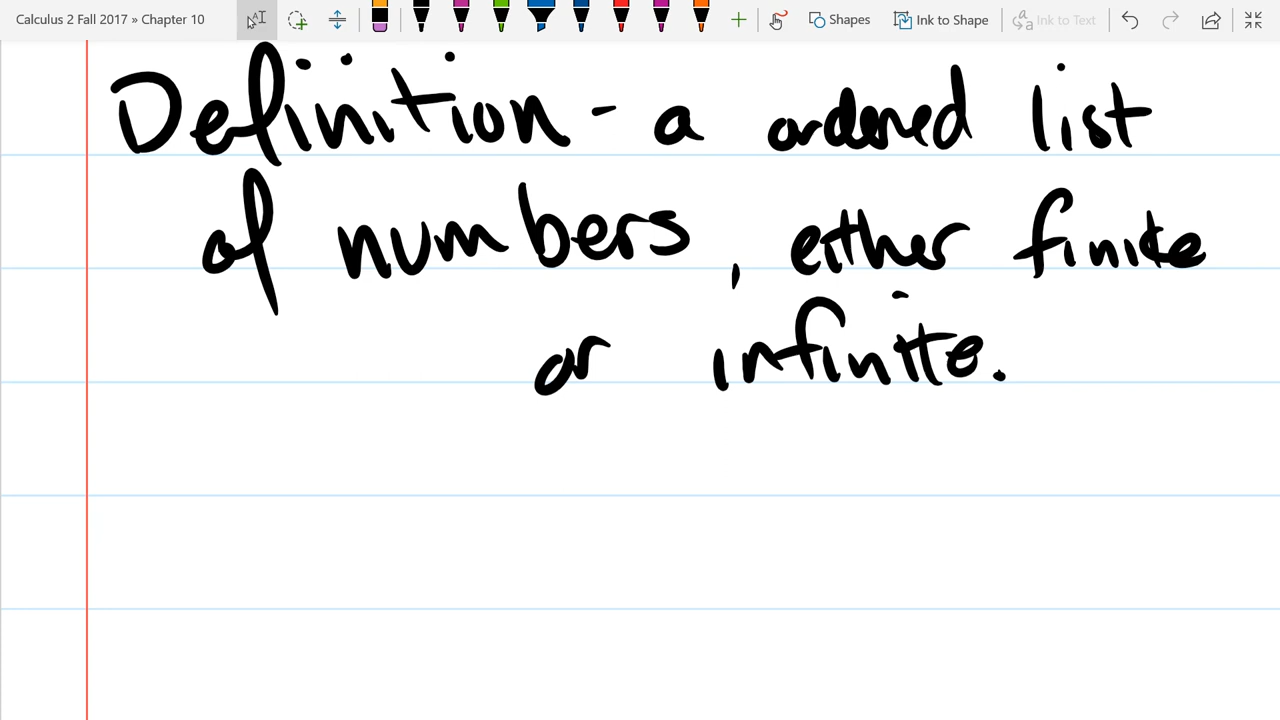 Calculus 2 Fall 2017 » Chapter 10
Shapes
Ink to Shape
Ink to Text
Definition - a ordered list
of numbers, either finite
or infinite.